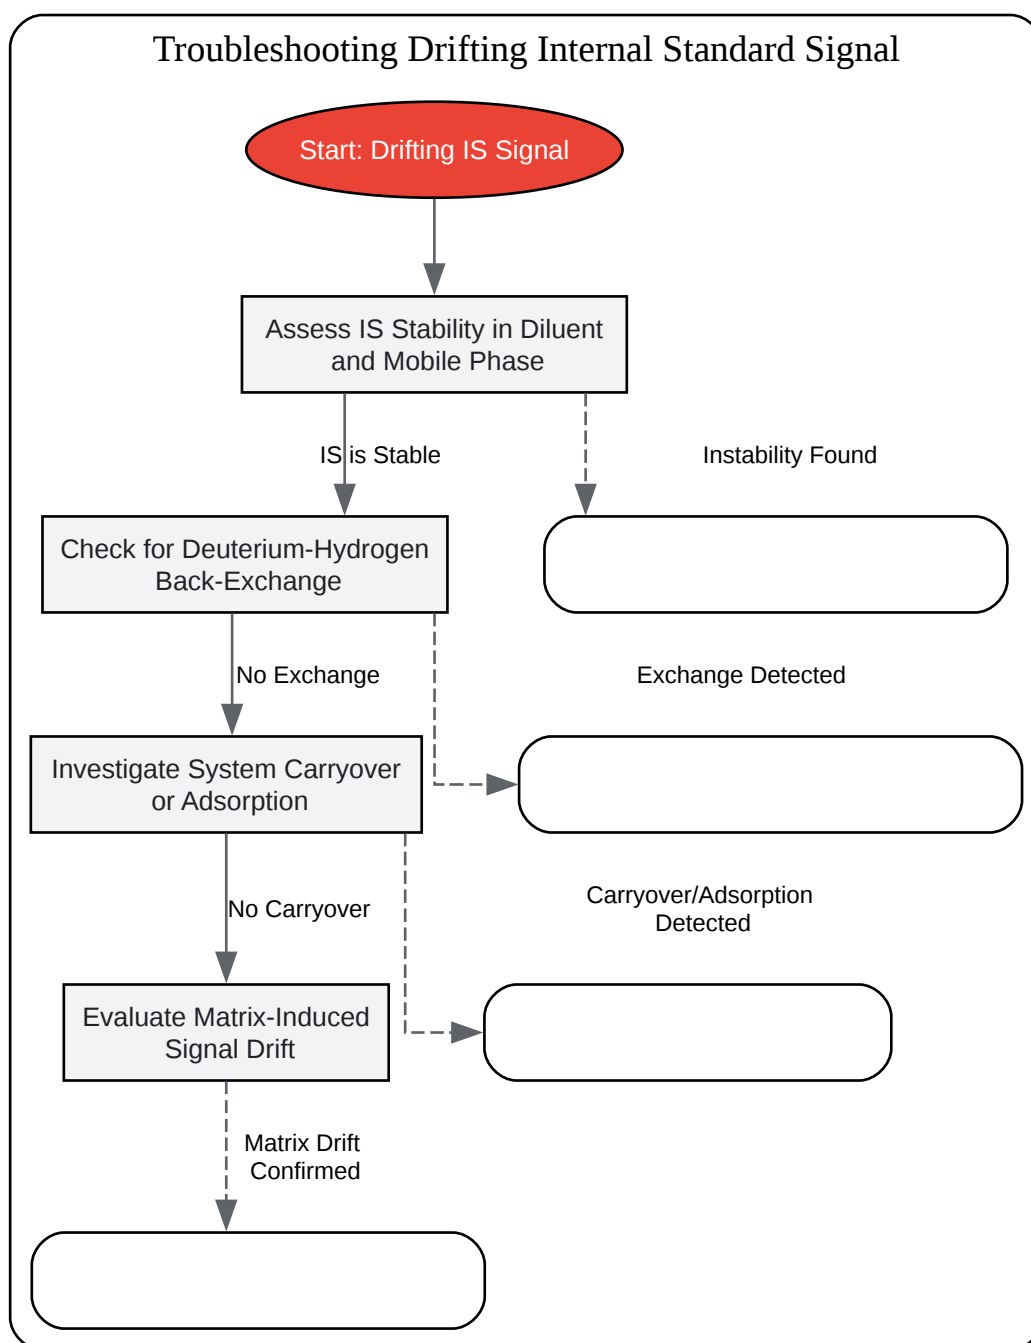 Troubleshooting Drifting Internal Standard Signal
Start: Drifting IS Signal
Assess IS Stability in Diluent
and Mobile Phase
IS is Stable
Instability Found
Check for Deuterium-Hydrogen
Back-Exchange
No Exchange
Exchange Detected
Investigate System Carryover
or Adsorption
No Carryover
Carryover/Adsorption
Detected
Evaluate Matrix-Induced
Signal Drift
Matrix Drift
Confirmed